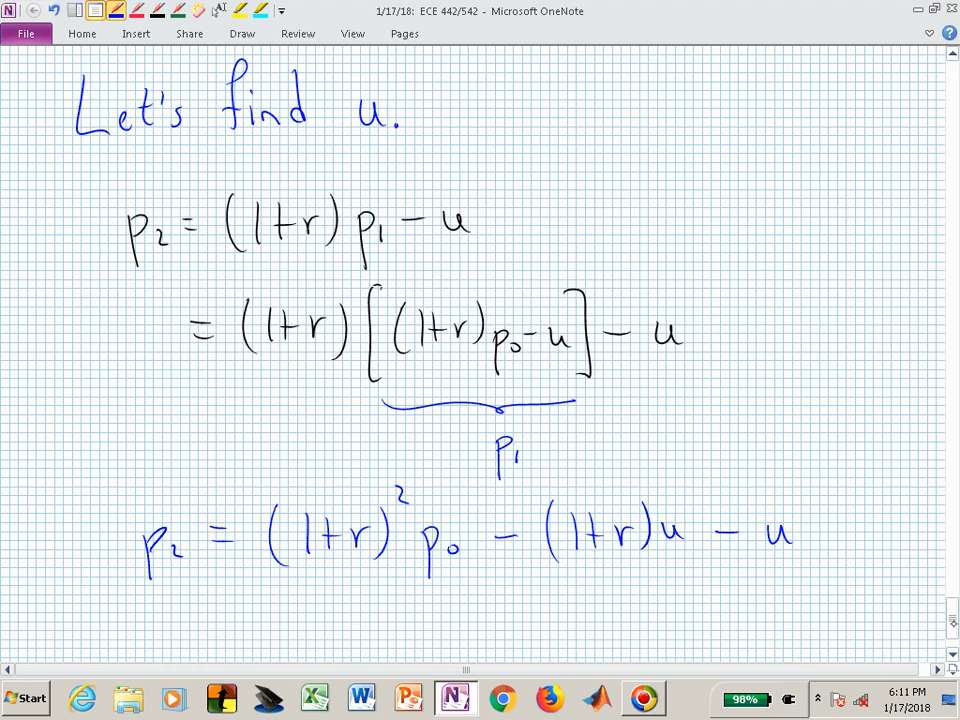 1/17/18: ECE 442/542 - Microsoft OneNote
File Home Insert Share Draw Review View Pages
Let's find u.
p₂ = (1+r) p₁ - u
= (1+r) [(1+r)p₀ - u] - u
p₁
p₂ = (1+r)² p₀ - (1+r)u - u
Start
98%
6:11 PM
1/17/2018